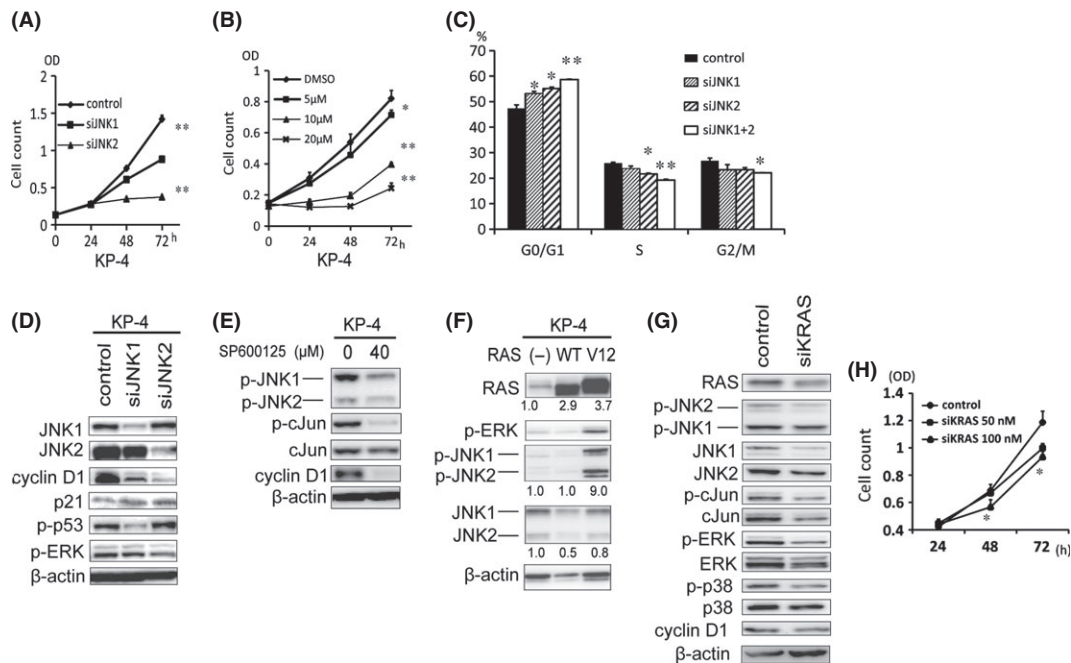 (A)
OD
2
1.5
1
0.5
0
Cell count
control
siJNK1
siJNK2
**
**
0 24 48 72 h
KP-4
(B)
OD
1
0.8
0.6
0.4
0.2
0
Cell count
DMSO
5μM
10μM
20μM
*
**
**
0 24 48 72 h
KP-4
(C)
%
70
60
50
40
30
20
10
0
control
siJNK1
siJNK2
siJNK1+2
* * **
* **
*
G0/G1 S G2/M
(D)
KP-4
control siJNK1 siJNK2
JNK1
JNK2
cyclin D1
p21
p-p53
p-ERK
β-actin
(E)
KP-4
SP600125 (μM) 0 40
p-JNK1
p-JNK2
p-cJun
cJun
cyclin D1
β-actin
(F)
KP-4
RAS (–) WT V12
RAS
1.0 2.9 3.7
p-ERK
p-JNK1
p-JNK2
1.0 1.0 9.0
JNK1
JNK2
1.0 0.5 0.8
β-actin
(G)
control siKRAS
RAS
p-JNK2
p-JNK1
JNK1
JNK2
p-cJun
cJun
p-ERK
ERK
p-p38
p38
cyclin D1
β-actin
(H)
(OD)
1.4
1.2
1
0.8
0.6
0.4
Cell count
control
siKRAS 50 nM
siKRAS 100 nM
*
*
24 48 72 (h)